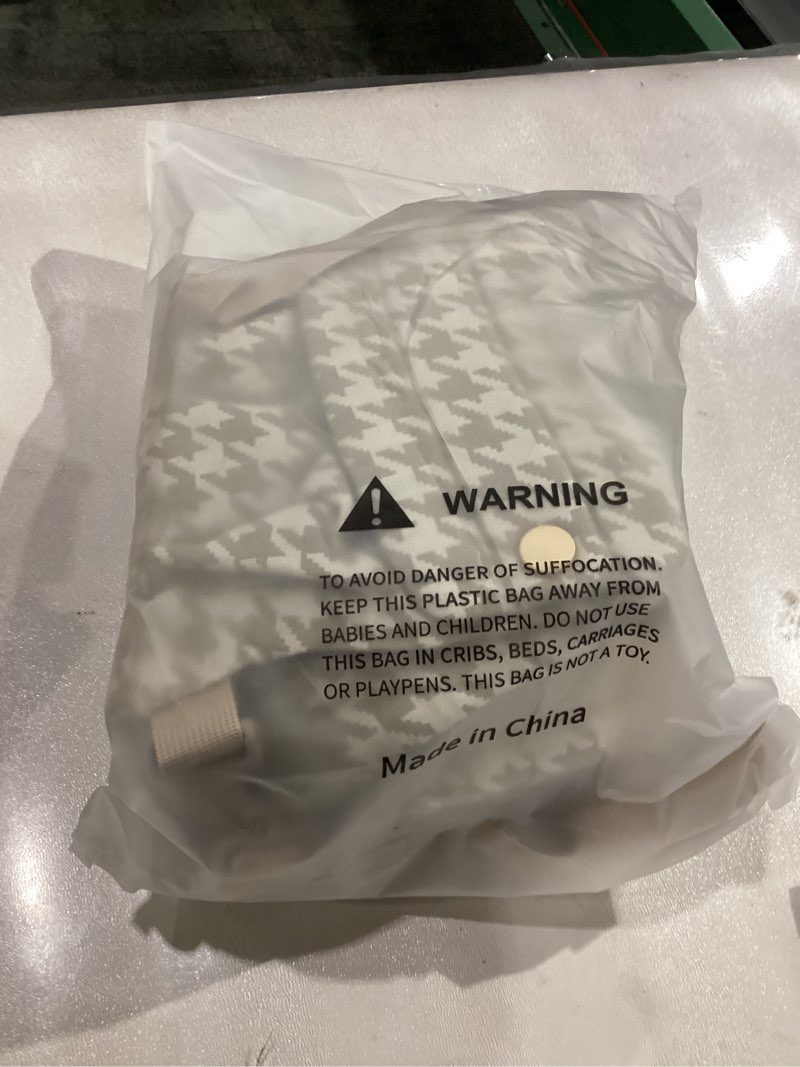 WARNING
TO AVOID DANGER OF SUFFOCATION.
KEEP THIS PLASTIC BAG AWAY FROM
BABIES AND CHILDREN. DO NOT USE
THIS BAG IN CRIBS, BEDS, CARRIAGES
OR PLAYPENS. THIS BAG IS NOT A TOY.
Made in China